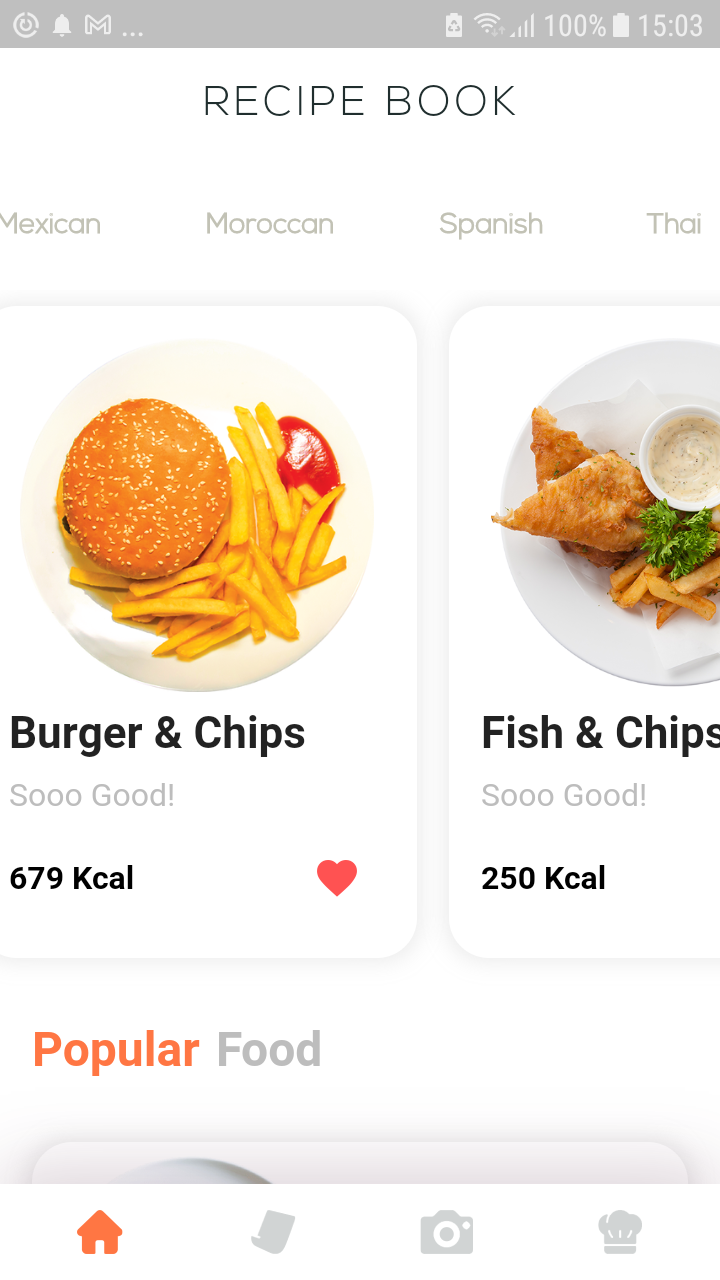 ... 100% 15:03
RECIPE BOOK
Mexican Moroccan Spanish Thai
Burger & Chips Fish & Chips
Sooo Good! Sooo Good!
679 Kcal 250 Kcal
Popular Food